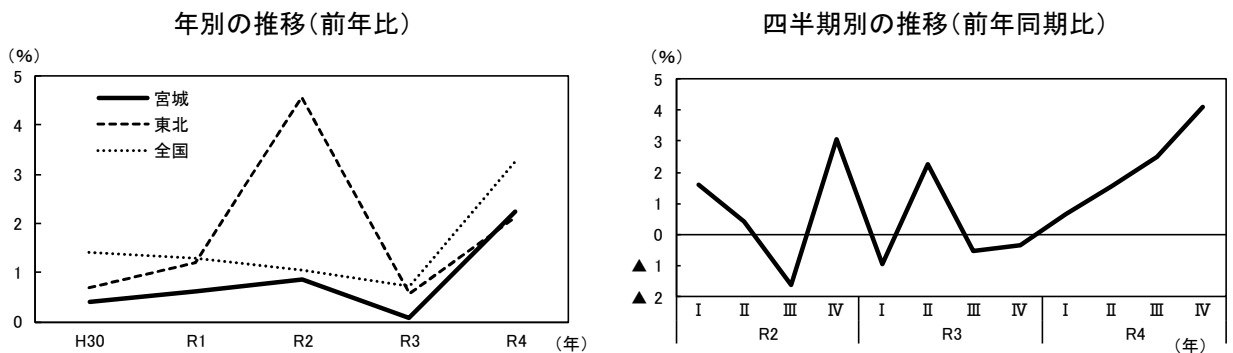 年別の推移(前年比)
(%)
5
4
3
2
1
0
宮城
東北
全国
H30 R1 R2 R3 R4 (年)
四半期別の推移(前年同期比)
(%)
5
4
3
2
1
0
▲ 1
▲ 2
Ⅰ Ⅱ Ⅲ Ⅳ Ⅰ Ⅱ Ⅲ Ⅳ Ⅰ Ⅱ Ⅲ Ⅳ
R2 R3 R4 (年)